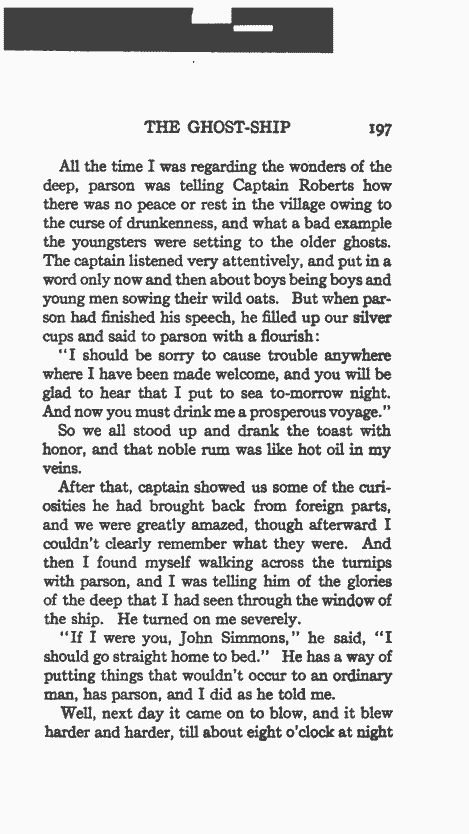 THE GHOST-SHIP 197
All the time I was regarding the wonders of the
deep, parson was telling Captain Roberts how
there was no peace or rest in the village owing to
the curse of drunkenness, and what a bad example
the youngsters were setting to the older ghosts.
The captain listened very attentively, and put in a
word only now and then about boys being boys and
young men sowing their wild oats. But when par-
son had finished his speech, he filled up our silver
cups and said to parson with a flourish:
"I should be sorry to cause trouble anywhere
where I have been made welcome, and you will be
glad to hear that I put to sea to-morrow night.
And now you must drink me a prosperous voyage."
So we all stood up and drank the toast with
honor, and that noble rum was like hot oil in my
veins.
After that, captain showed us some of the curi-
osities he had brought back from foreign parts,
and we were greatly amazed, though afterward I
couldn't clearly remember what they were. And
then I found myself walking across the turnips
with parson, and I was telling him of the glories
of the deep that I had seen through the window of
the ship. He turned on me severely.
"If I were you, John Simmons," he said, "I
should go straight home to bed." He has a way of
putting things that wouldn't occur to an ordinary
man, has parson, and I did as he told me.
Well, next day it came on to blow, and it blew
harder and harder, till about eight o'clock at night